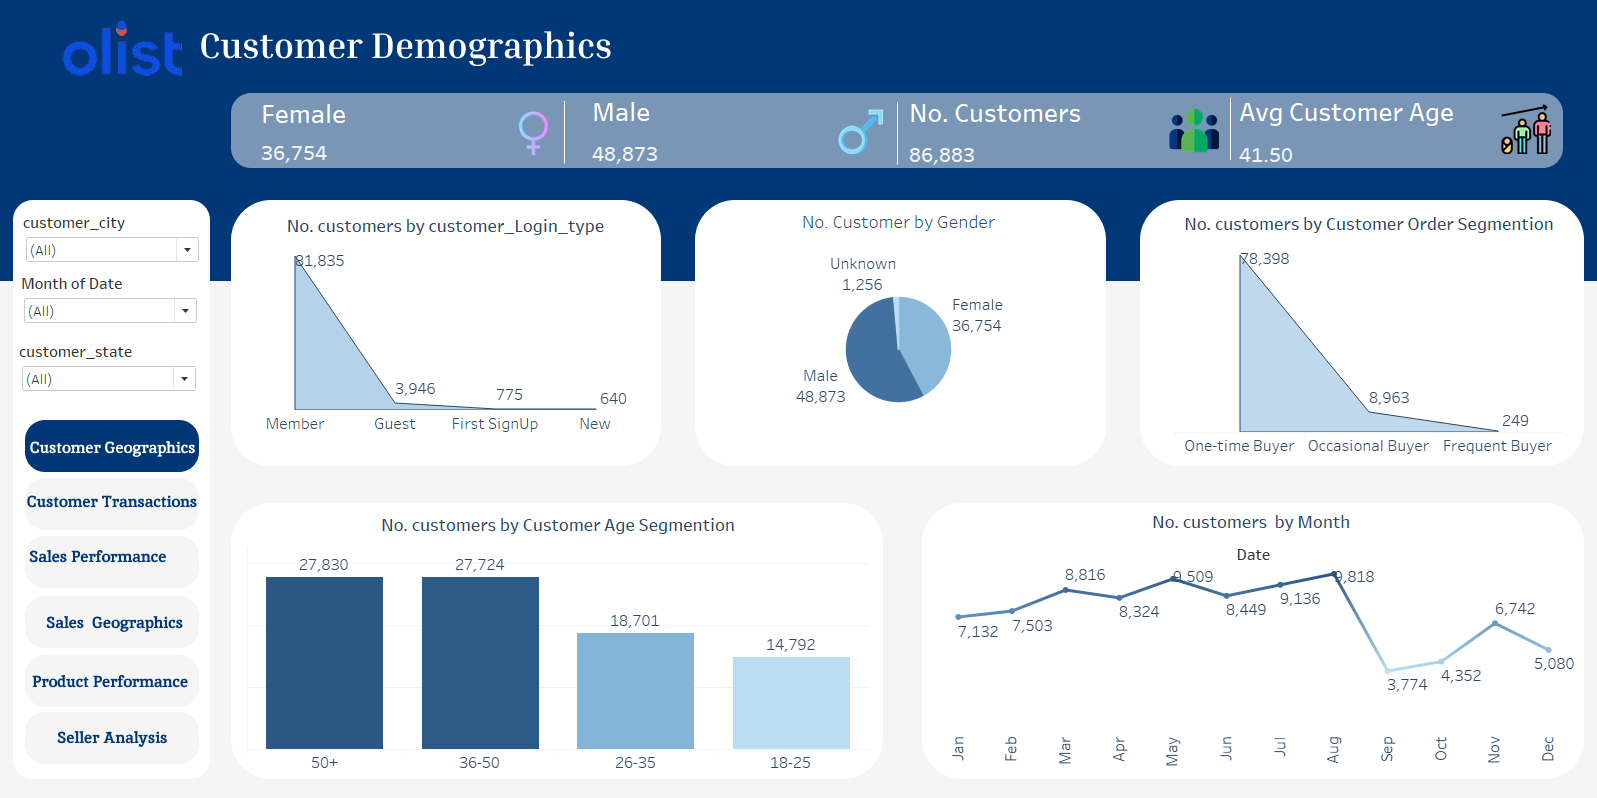 olist
Customer Demographics
Female
36,754
Male
48,873
No. Customers
86,883
Avg Customer Age
41.50
customer_city
(All)
Month of Date
(All)
customer_state
(All)
Customer Geographics
Customer Transactions
Sales Performance
Sales Geographics
Product Performance
Seller Analysis
No. customers by customer_Login_type
81,835
3,946
775
640
Member
Guest
First SignUp
New
No. Customer by Gender
Unknown
1,256
Female
36,754
Male
48,873
No. customers by Customer Order Segmention
78,398
8,963
249
One-time Buyer
Occasional Buyer
Frequent Buyer
No. customers by Customer Age Segmention
27,830
27,724
18,701
14,792
50+
36-50
26-35
18-25
No. customers by Month
Date
7,132
7,503
8,816
8,324
9,509
8,449
9,136
9,818
3,774
4,352
6,742
5,080
Jan
Feb
Mar
Apr
May
Jun
Jul
Aug
Sep
Oct
Nov
Dec